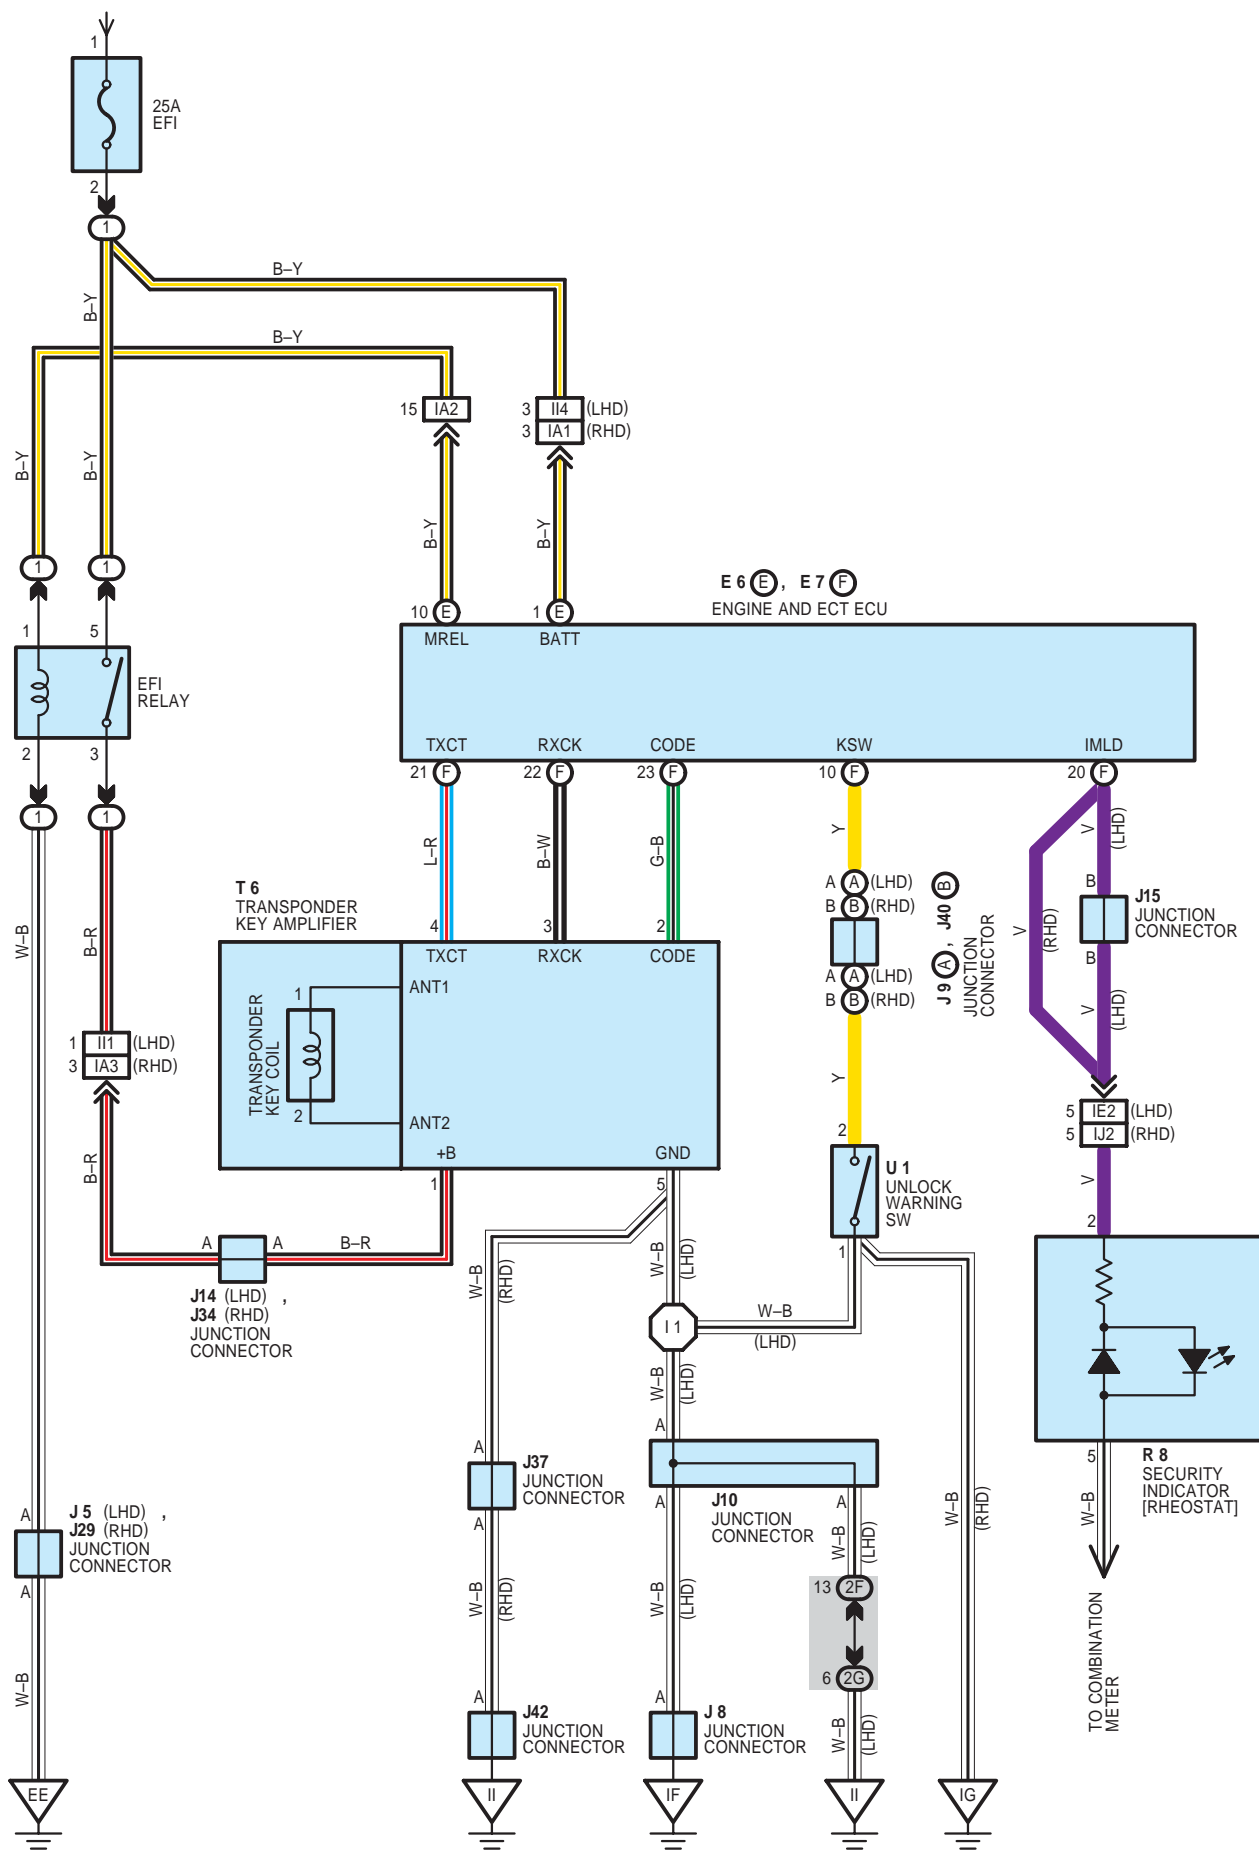 1
25A
EFI
2
1
B–Y
B–Y
B–Y
15 IA2
3 II4 (LHD)
3 IA1 (RHD)
B–Y
B–Y
B–Y
B–Y
1
1
E 6 E , E 7 F
ENGINE AND ECT ECU
10 E
1 E
MREL
BATT
1
5
EFI
RELAY
2
3
TXCT
RXCK
CODE
KSW
IMLD
21 F
22 F
23 F
10 F
20 F
1
1
L–R
B–W
G–B
Y
V
(LHD)
V
(RHD)
A A (LHD)
B B (RHD)
A A (LHD)
B B (RHD)
J 9 A , J40 B
JUNCTION
CONNECTOR
B
J15
JUNCTION
CONNECTOR
B
V
(LHD)
T 6
TRANSPONDER
KEY AMPLIFIER
4
3
2
TXCT
RXCK
CODE
W–B
B–R
ANT1
1
TRANSPONDER
KEY COIL
2
ANT2
+B
GND
1
5
1 II1 (LHD)
3 IA3 (RHD)
B–R
Y
2
U 1
UNLOCK
WARNING
SW
1
5 IE2 (LHD)
5 IJ2 (RHD)
V
2
A
A
B–R
J14 (LHD) ,
J34 (RHD)
JUNCTION
CONNECTOR
W–B
(RHD)
W–B
(LHD)
I 1
W–B
(LHD)
W–B
(LHD)
A
A
A
J10
JUNCTION
CONNECTOR
5
R 8
SECURITY
INDICATOR
[RHEOSTAT]
W–B
TO COMBINATION
METER
A
J37
JUNCTION
CONNECTOR
A
A
J 5 (LHD) ,
J29 (RHD)
JUNCTION
CONNECTOR
A
W–B
(RHD)
W–B
(LHD)
W–B
(LHD)
13 2F
6 2G
W–B
(RHD)
W–B
A
J42
JUNCTION
CONNECTOR
A
J 8
JUNCTION
CONNECTOR
W–B
(LHD)
EE
II
IF
II
IG